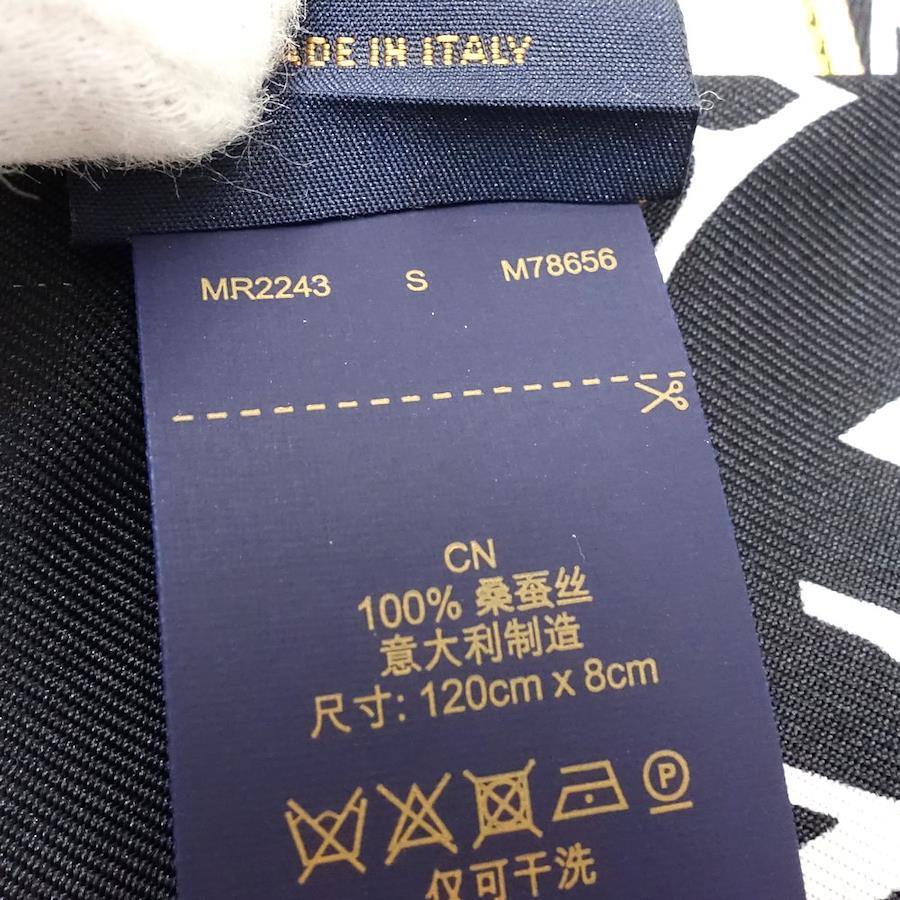 IN ITALY
MR2243 S M78656
CN
100% 桑蚕丝
意大利制造
尺寸: 120cm x 8cm
P
仅可干洗